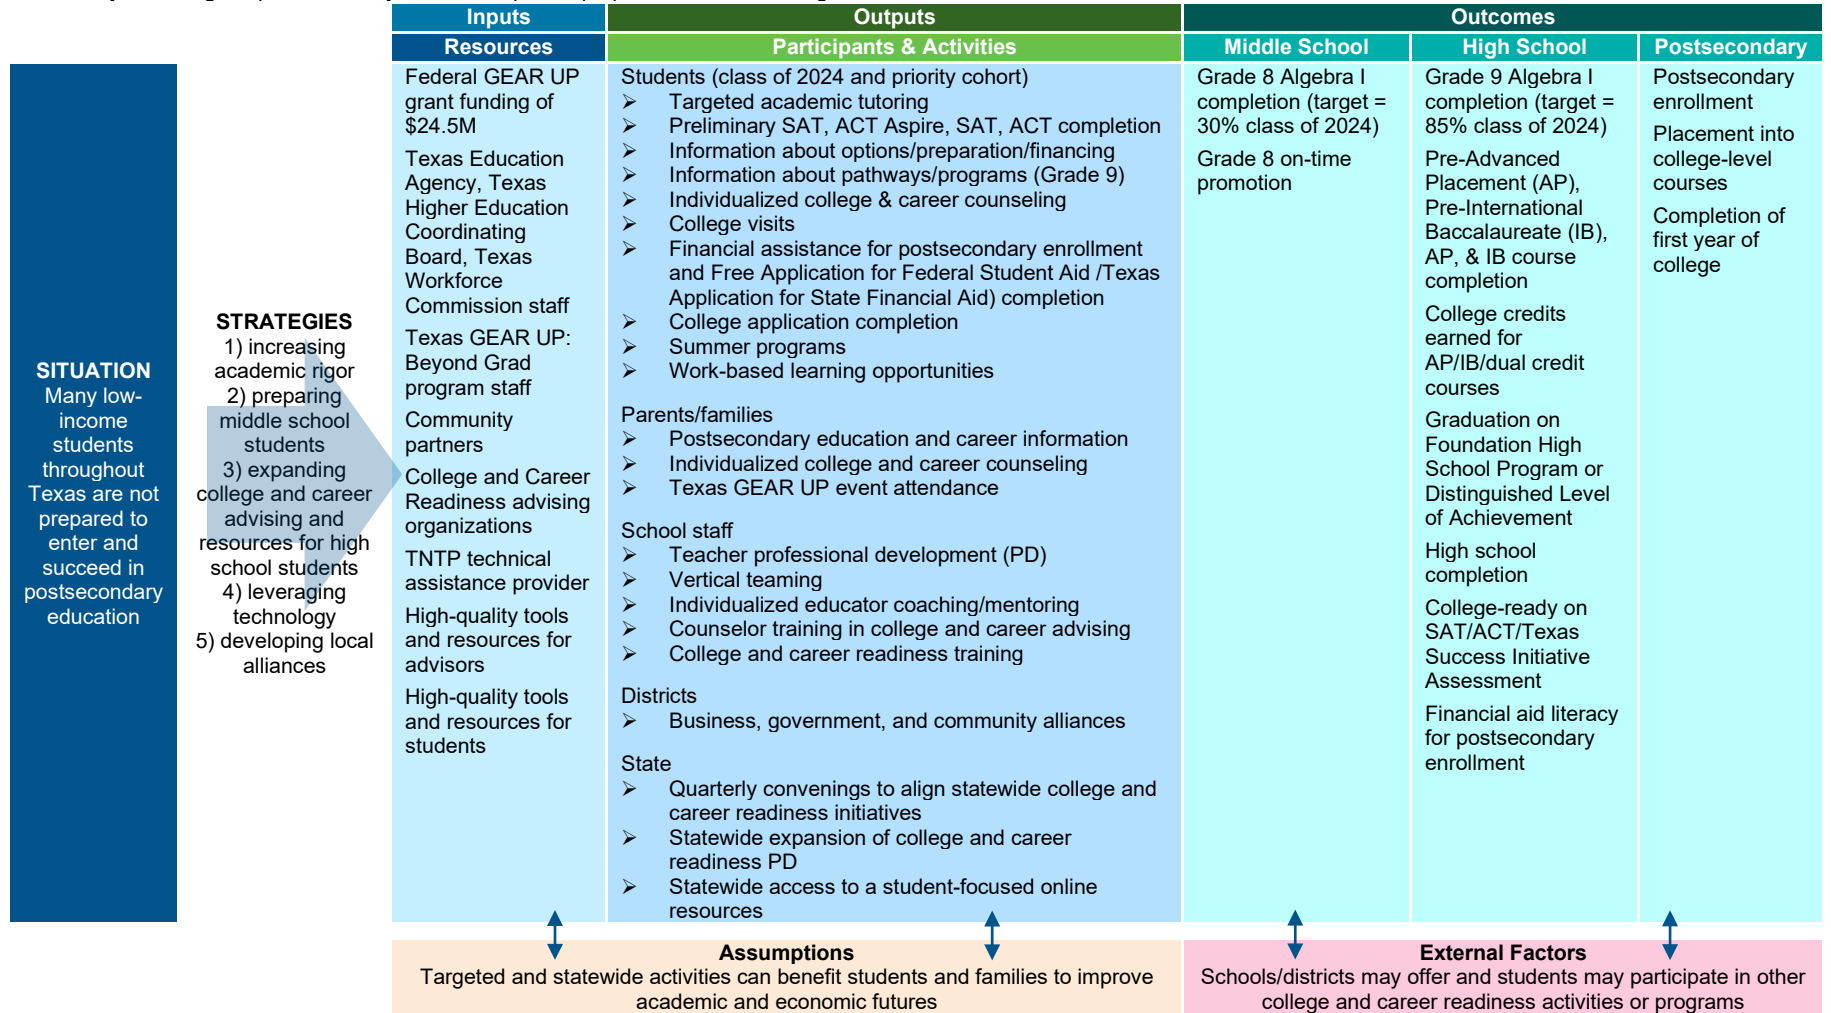 Inputs
Outputs
Outcomes
Resources
Participants & Activities
Middle School
High School
Postsecondary
SITUATION
Many low-
income
students
throughout
Texas are not
prepared to
enter and
succeed in
postsecondary
education
STRATEGIES
1) increasing
academic rigor
2) preparing
middle school
students
3) expanding
college and career
advising and
resources for high
school students
4) leveraging
technology
5) developing local
alliances
Federal GEAR UP
grant funding of
$24.5M
Texas Education
Agency, Texas
Higher Education
Coordinating
Board, Texas
Workforce
Commission staff
Texas GEAR UP:
Beyond Grad
program staff
Community
partners
College and Career
Readiness advising
organizations
TNTP technical
assistance provider
High-quality tools
and resources for
advisors
High-quality tools
and resources for
students
Students (class of 2024 and priority cohort)
➢ Targeted academic tutoring
➢ Preliminary SAT, ACT Aspire, SAT, ACT completion
➢ Information about options/preparation/financing
➢ Information about pathways/programs (Grade 9)
➢ Individualized college & career counseling
➢ College visits
➢ Financial assistance for postsecondary enrollment
and Free Application for Federal Student Aid /Texas
Application for State Financial Aid) completion
➢ College application completion
➢ Summer programs
➢ Work-based learning opportunities
Parents/families
➢ Postsecondary education and career information
➢ Individualized college and career counseling
➢ Texas GEAR UP event attendance
School staff
➢ Teacher professional development (PD)
➢ Vertical teaming
➢ Individualized educator coaching/mentoring
➢ Counselor training in college and career advising
➢ College and career readiness training
Districts
➢ Business, government, and community alliances
State
➢ Quarterly convenings to align statewide college and
career readiness initiatives
➢ Statewide expansion of college and career
readiness PD
➢ Statewide access to a student-focused online
resources
Grade 8 Algebra I
completion (target =
30% class of 2024)
Grade 8 on-time
promotion
Grade 9 Algebra I
completion (target =
85% class of 2024)
Pre-Advanced
Placement (AP),
Pre-International
Baccalaureate (IB),
AP, & IB course
completion
College credits
earned for
AP/IB/dual credit
courses
Graduation on
Foundation High
School Program or
Distinguished Level
of Achievement
High school
completion
College-ready on
SAT/ACT/Texas
Success Initiative
Assessment
Financial aid literacy
for postsecondary
enrollment
Postsecondary
enrollment
Placement into
college-level
courses
Completion of
first year of
college
Assumptions
Targeted and statewide activities can benefit students and families to improve
academic and economic futures
External Factors
Schools/districts may offer and students may participate in other
college and career readiness activities or programs